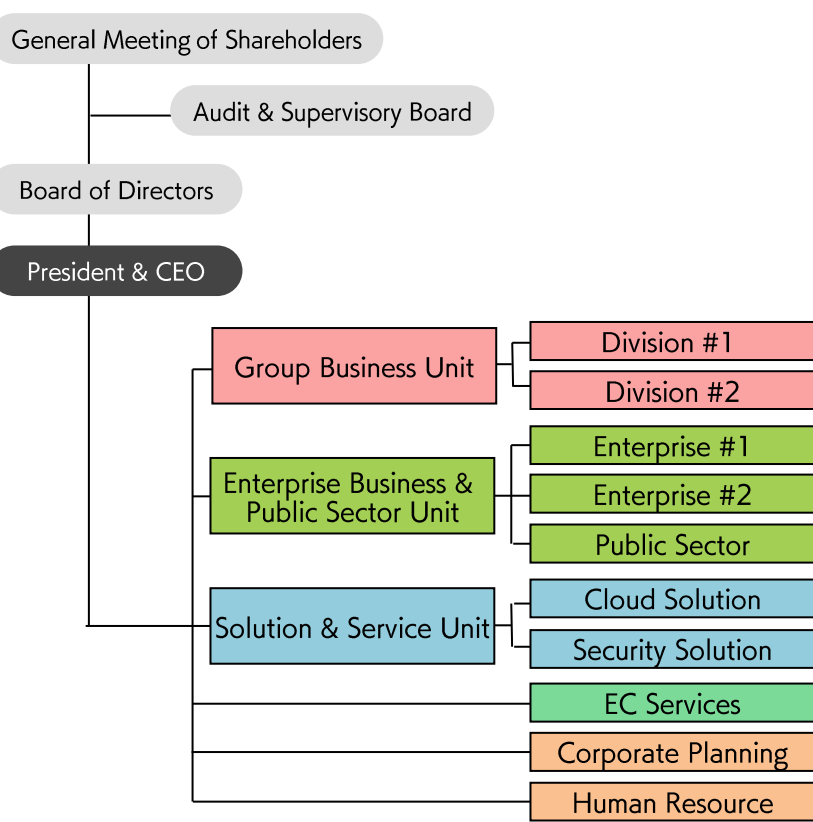 General Meeting of Shareholders
Audit & Supervisory Board
Board of Directors
President & CEO
Group Business Unit
Division #1
Division #2
Enterprise Business &
Public Sector Unit
Enterprise #1
Enterprise #2
Public Sector
Solution & Service Unit
Cloud Solution
Security Solution
EC Services
Corporate Planning
Human Resource